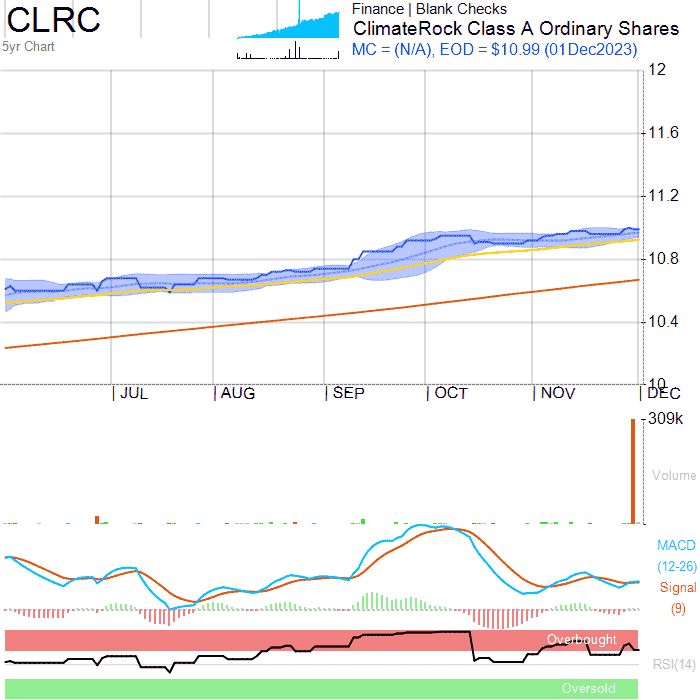 CLRC
5yr Chart
Finance | Blank Checks
ClimateRock Class A Ordinary Shares
MC = (N/A), EOD = $10.99 (01Dec2023)
12
11.6
11.2
10.8
10.4
10
JUL AUG SEP OCT NOV DEC
309k
Volume
MACD
(12-26)
Signal
(9)
Overbought
RSI(14)
Oversold